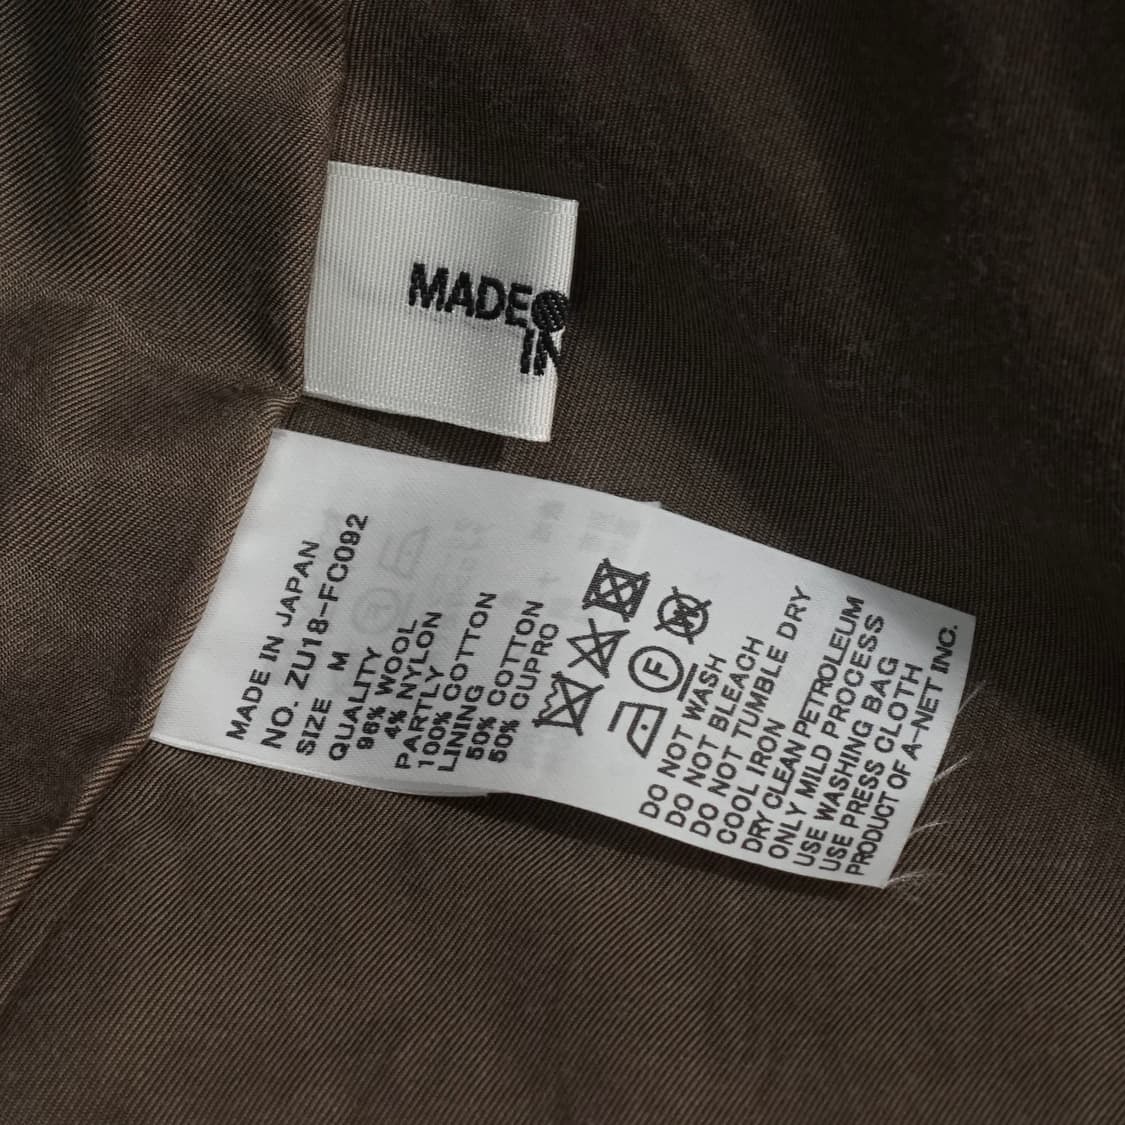 MADE
IN
MADE IN JAPAN
NO. ZU18-FC092
SIZE M
QUALITY
96% WOOL
4% NYLON
PARTLY
100% COTTON
LINING
50% COTTON
50% CUPRO
F
W
DO NOT WASH
DO NOT BLEACH
DO NOT TUMBLE DRY
COOL IRON
DRY CLEAN PETROLEUM
ONLY MILD PROCESS
USE WASHING BAG
USE PRESS CLOTH
PRODUCT OF A-NET INC.